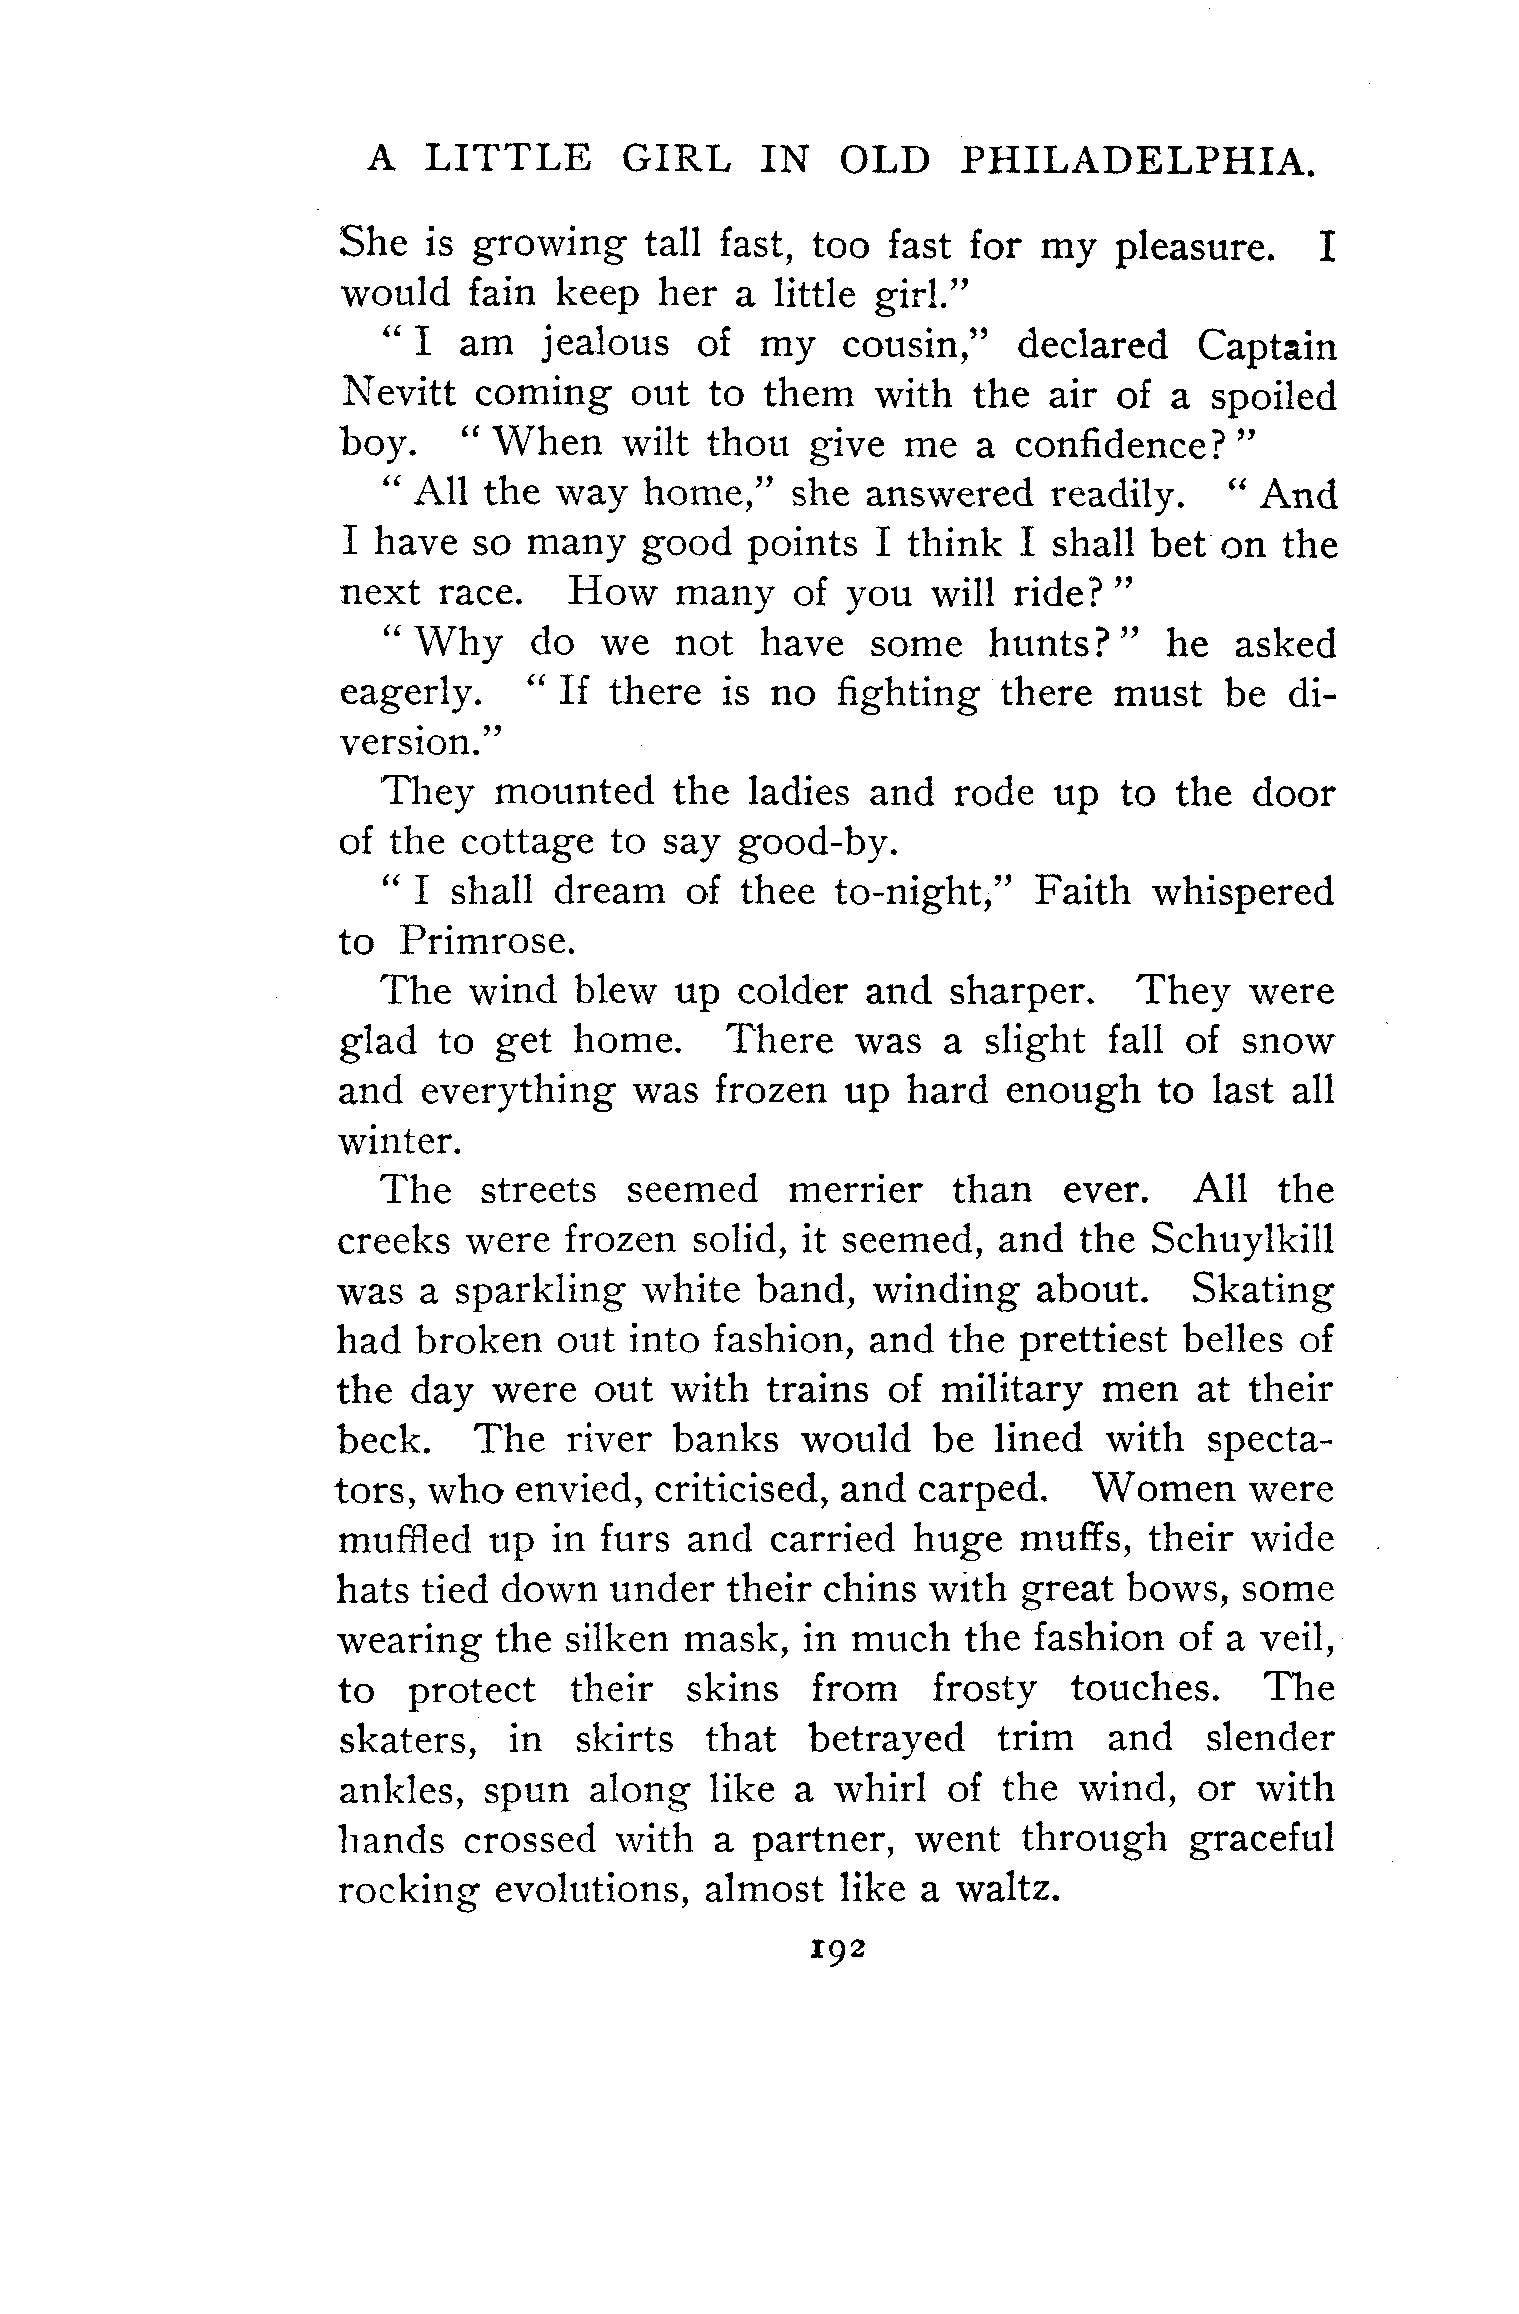 A LITTLE GIRL IN OLD PHILADELPHIA.
She is growing tall fast, too fast for my pleasure. I
would fain keep her a little girl."
"I am jealous of my cousin," declared Captain
Nevitt coming out to them with the air of a spoiled
boy. "When wilt thou give me a confidence?"
"All the way home," she answered readily. "And
I have so many good points I think I shall bet on the
next race. How many of you will ride?"
"Why do we not have some hunts?" he asked
eagerly. "If there is no fighting there must be di-
version."
They mounted the ladies and rode up to the door
of the cottage to say good-by.
"I shall dream of thee to-night," Faith whispered
to Primrose.
The wind blew up colder and sharper. They were
glad to get home. There was a slight fall of snow
and everything was frozen up hard enough to last all
winter.
The streets seemed merrier than ever. All the
creeks were frozen solid, it seemed, and the Schuylkill
was a sparkling white band, winding about. Skating
had broken out into fashion, and the prettiest belles of
the day were out with trains of military men at their
beck. The river banks would be lined with specta-
tors, who envied, criticised, and carped. Women were
muffled up in furs and carried huge muffs, their wide
hats tied down under their chins with great bows, some
wearing the silken mask, in much the fashion of a veil,
to protect their skins from frosty touches. The
skaters, in skirts that betrayed trim and slender
ankles, spun along like a whirl of the wind, or with
hands crossed with a partner, went through graceful
rocking evolutions, almost like a waltz.
192